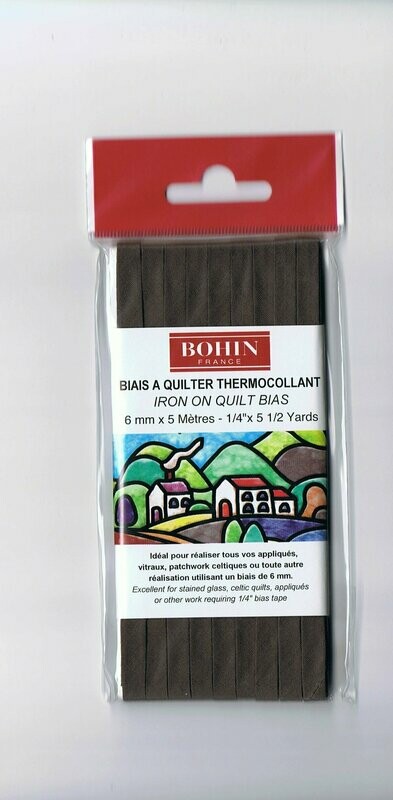 BOHIN
FRANCE
BIAIS A QUILTER THERMOCOLLANT
IRON ON QUILT BIAS
6 mm x 5 Mètres - 1/4"x 5 1/2 Yards
Idéal pour réaliser tous vos appliqués,
vitraux, patchwork celtiques ou toute autre
réalisation utilisant un biais de 6 mm.
Excellent for stained glass, celtic quilts, appliqués
or other work requiring 1/4" bias tape